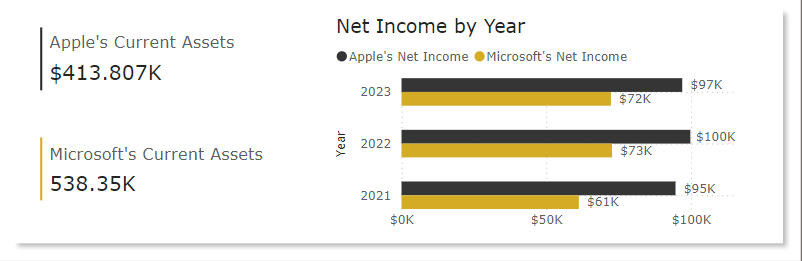 Apple's Current Assets
$413.807K
Microsoft's Current Assets
538.35K
Net Income by Year
Apple's Net Income Microsoft's Net Income
Year
2023 $97K
$72K
2022 $100K
$73K
2021 $95K
$61K
$0K $50K $100K